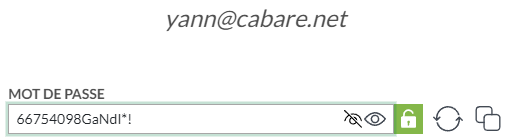 yann@cabare.net
MOT DE PASSE
66754098GaNdI*!